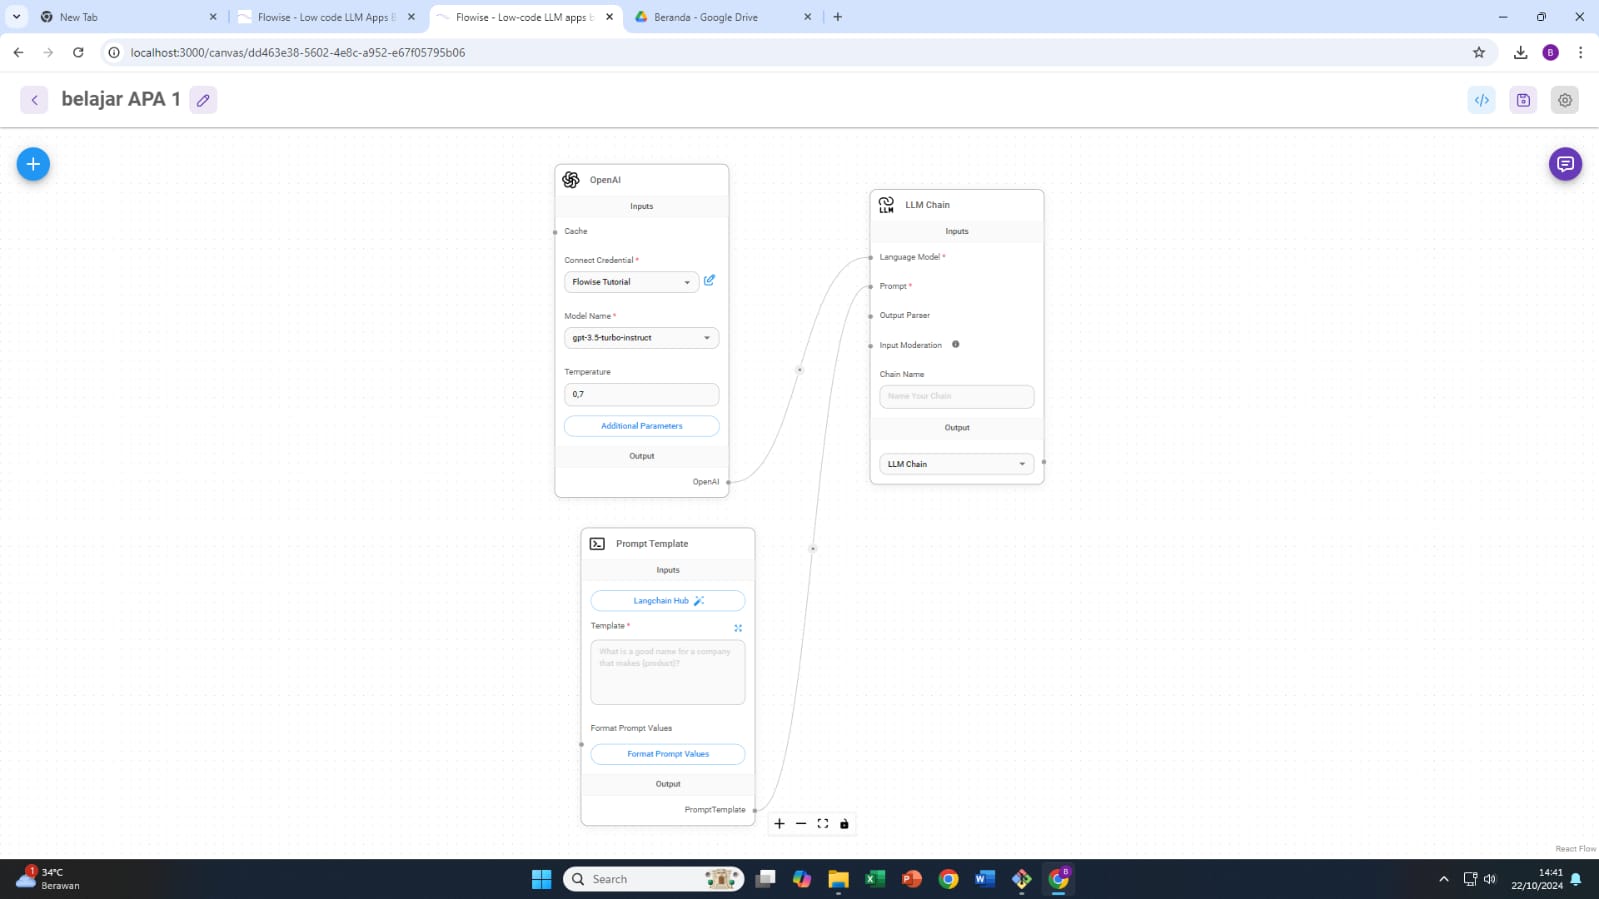 New Tab
Flowise - Low code LLM Apps B
Flowise - Low-code LLM apps b
Beranda - Google Drive
localhost:3000/canvas/dd463e38-5602-4e8c-a952-e67f05795b06
B
belajar APA 1
OpenAI
Inputs
Cache
Connect Credential *
Flowise Tutorial
Model Name *
gpt-3.5-turbo-instruct
Temperature
0,7
Additional Parameters
Output
OpenAI
LLM
LLM Chain
Inputs
Language Model *
Prompt *
Output Parser
Input Moderation
Chain Name
Name Your Chain
Output
LLM Chain
Prompt Template
Inputs
Langchain Hub
Template *
What is a good name for a company
that makes {product}?
Format Prompt Values
Format Prompt Values
Output
PromptTemplate
React Flow
1
34°C
Berawan
Search
B
14:41
22/10/2024